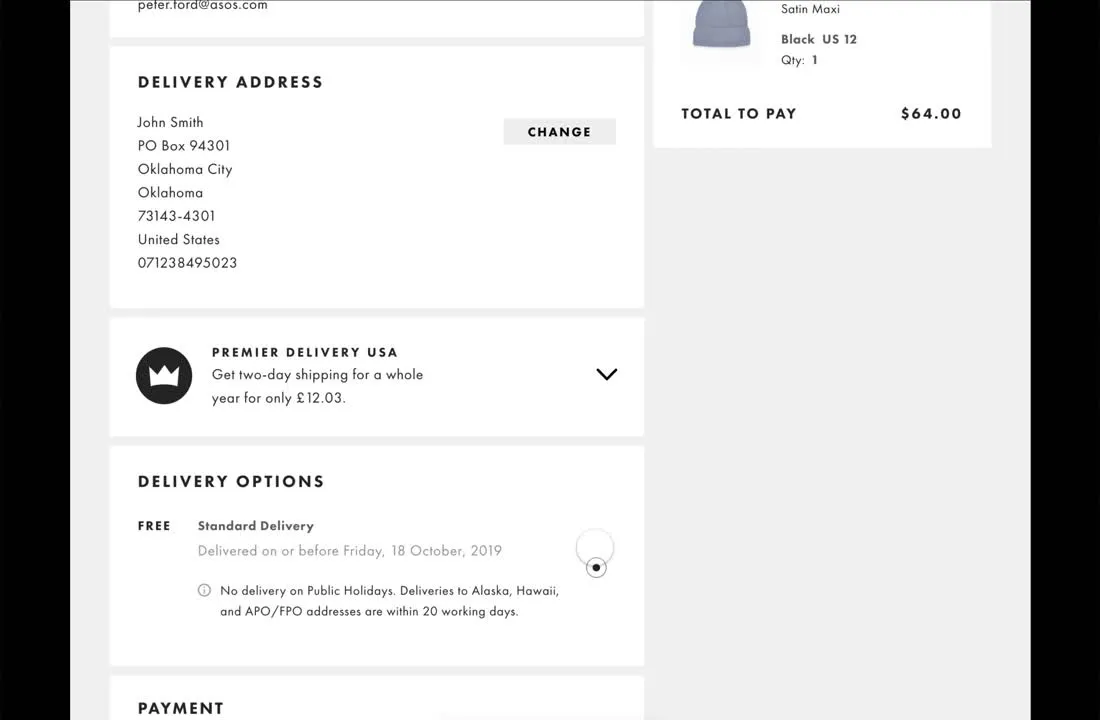 peter.ford@asos.com
DELIVERY ADDRESS
John Smith
PO Box 94301
Oklahoma City
Oklahoma
73143-4301
United States
071238495023
CHANGE
PREMIER DELIVERY USA
Get two-day shipping for a whole
year for only £12.03.
DELIVERY OPTIONS
FREE Standard Delivery
Delivered on or before Friday, 18 October, 2019
No delivery on Public Holidays. Deliveries to Alaska, Hawaii,
and APO/FPO addresses are within 20 working days.
PAYMENT
Satin Maxi
Black US 12
Qty: 1
TOTAL TO PAY $64.00